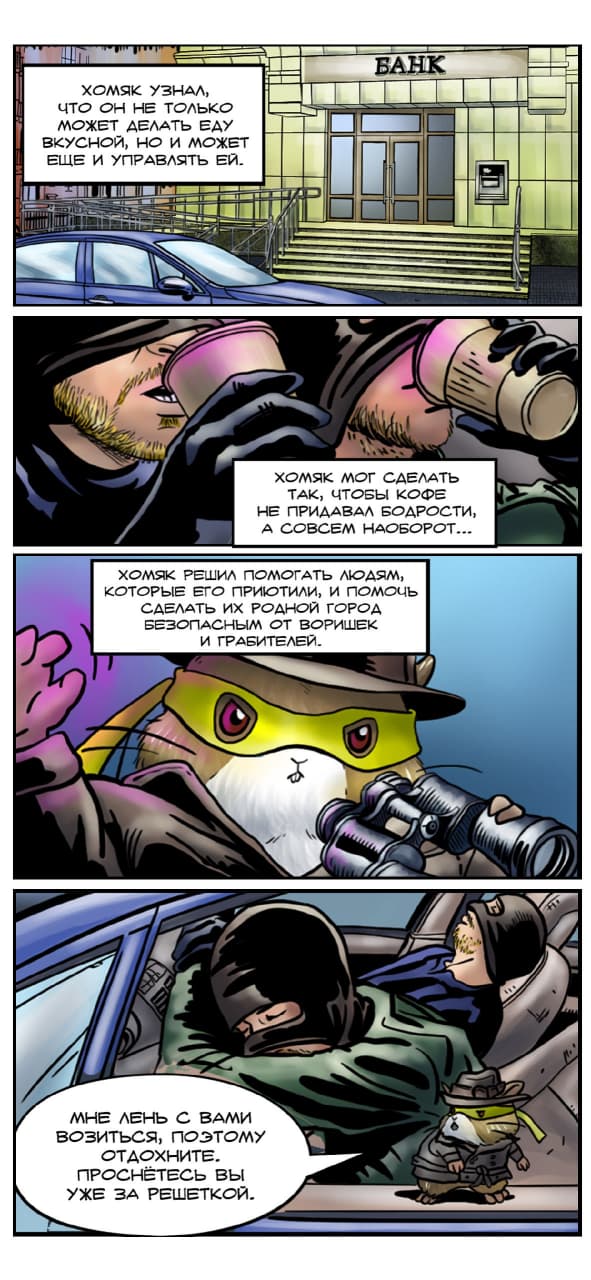 БАНК
ХОМЯК УЗНАЛ,
ЧТО ОН НЕ ТОЛЬКО
МОЖЕТ ДЕЛАТЬ ЕДУ
ВКУСНОЙ, НО И МОЖЕТ
ЕЩЕ И УПРАВЛЯТЬ ЕЙ.
ХОМЯК МОГ СДЕЛАТЬ
ТАК, ЧТОБЫ КОФЕ
НЕ ПРИДАВАЛ БОДРОСТИ,
А СОВСЕМ НАОБОРОТ...
ХОМЯК РЕШИЛ ПОМОГАТЬ ЛЮДЯМ,
КОТОРЫЕ ЕГО ПРИЮТИЛИ, И ПОМОЧЬ
СДЕЛАТЬ ИХ РОДНОЙ ГОРОД
БЕЗОПАСНЫМ ОТ ВОРИШЕК
И ГРАБИТЕЛЕЙ.
МНЕ ЛЕНЬ С ВАМИ
ВОЗИТЬСЯ, ПОЭТОМУ
ОТДОХНИТЕ.
ПРОСНЁТЕСЬ ВЫ
УЖЕ ЗА РЕШЕТКОЙ.